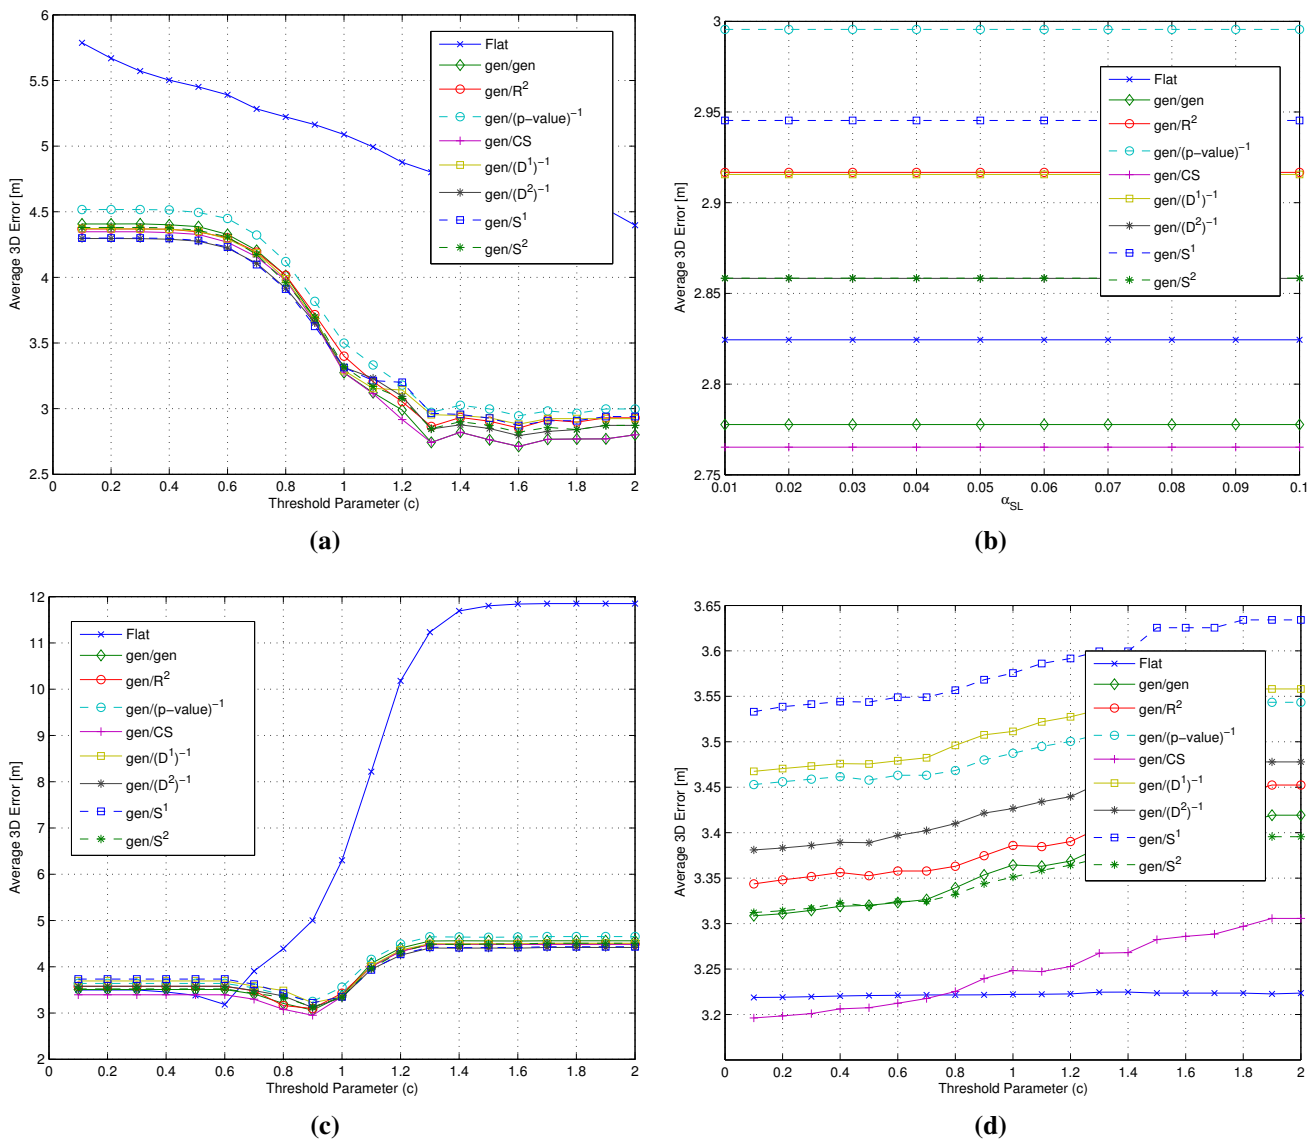 6
5.5
5
4.5
4
3.5
3
2.5
Average 3D Error [m]
0 0.2 0.4 0.6 0.8 1 1.2 1.4 1.6 1.8 2
Threshold Parameter (c)
Flat
gen/gen
gen/R²
gen/(p−value)⁻¹
gen/CS
gen/(D¹)⁻¹
gen/(D²)⁻¹
gen/S¹
gen/S²
(a)
3
2.95
2.9
2.85
2.8
2.75
Average 3D Error [m]
0.01 0.02 0.03 0.04 0.05 0.06 0.07 0.08 0.09 0.1
α_SL
Flat
gen/gen
gen/R²
gen/(p−value)⁻¹
gen/CS
gen/(D¹)⁻¹
gen/(D²)⁻¹
gen/S¹
gen/S²
(b)
12
11
10
9
8
7
6
5
4
3
2
Average 3D Error [m]
0 0.2 0.4 0.6 0.8 1 1.2 1.4 1.6 1.8 2
Threshold Parameter (c)
Flat
gen/gen
gen/R²
gen/(p−value)⁻¹
gen/CS
gen/(D¹)⁻¹
gen/(D²)⁻¹
gen/S¹
gen/S²
(c)
3.65
3.6
3.55
3.5
3.45
3.4
3.35
3.3
3.25
3.2
Average 3D Error [m]
0 0.2 0.4 0.6 0.8 1 1.2 1.4 1.6 1.8 2
Threshold Parameter (c)
Flat
gen/gen
gen/R²
gen/(p−value)⁻¹
gen/CS
gen/(D¹)⁻¹
gen/(D²)⁻¹
gen/S¹
gen/S²
(d)